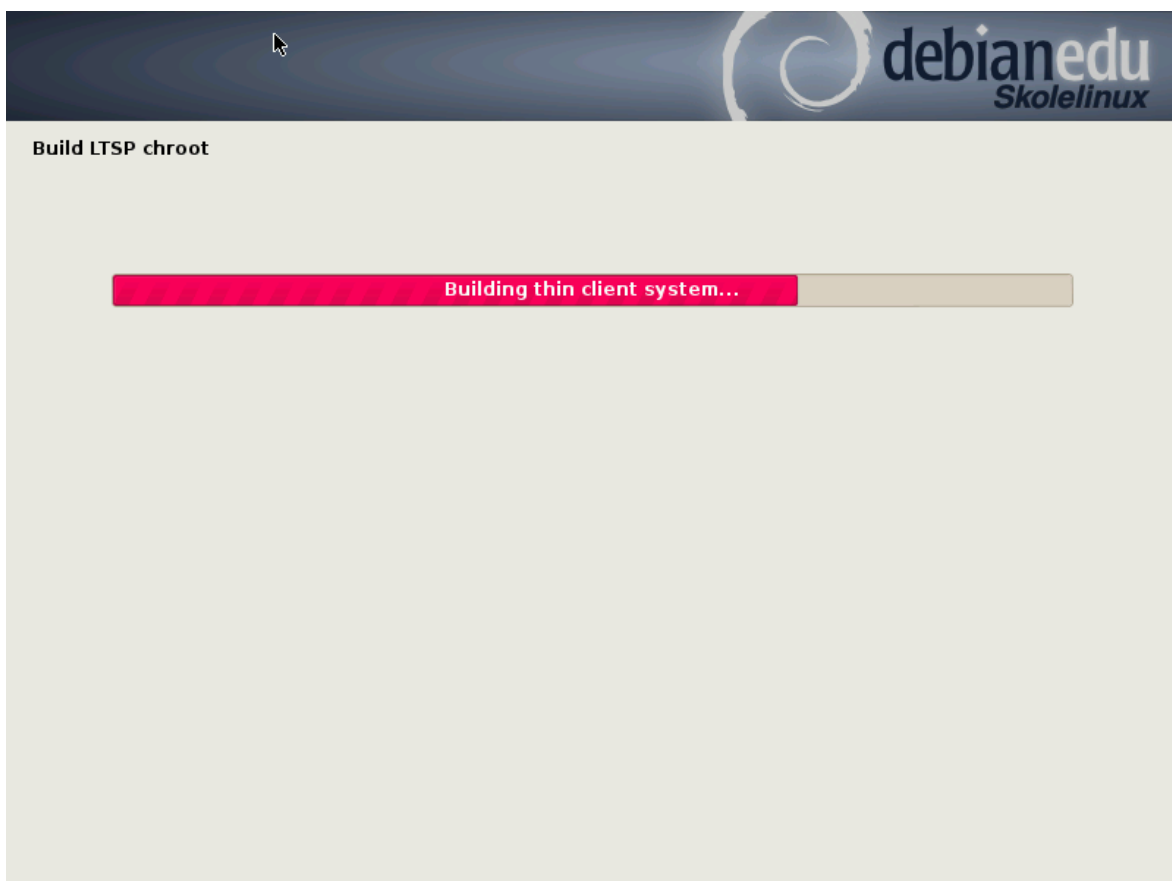 debianedu
Skolelinux
Build LTSP chroot
Building thin client system...